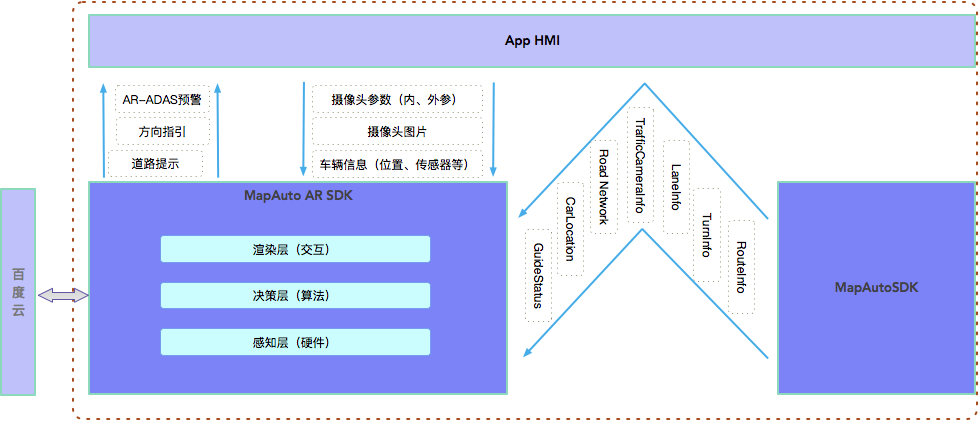 App HMI
AR-ADAS预警
方向指引
道路提示
摄像头参数（内、外参）
摄像头图片
车辆信息（位置、传感器等）
MapAuto AR SDK
渲染层（交互）
决策层（算法）
感知层（硬件）
百度云
GuideStatus
CarLocation
Road Network
TrafficCameraInfo
LaneInfo
TurnInfo
RouteInfo
MapAutoSDK